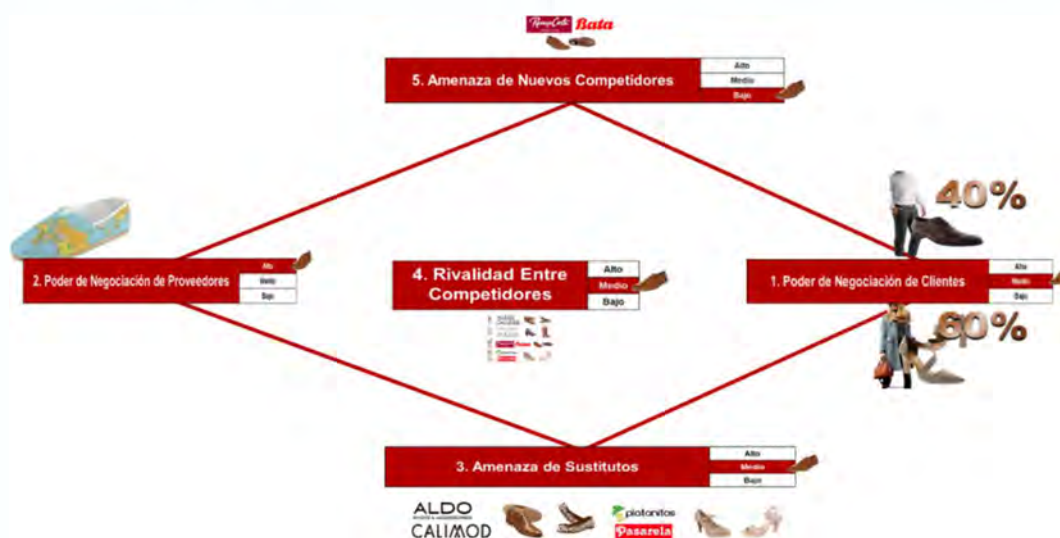 Bata
5. Amenaza de Nuevos Competidores
Alto
Medio
Bajo
40%
2. Poder de Negociación de Proveedores
Alto
Medio
Bajo
4. Rivalidad Entre
Competidores
Alto
Medio
Bajo
1. Poder de Negociación de Clientes
Alto
Medio
Bajo
60%
3. Amenaza de Sustitutos
Alto
Medio
Bajo
ALDO
CALIMOD
platanitos
Pasarela